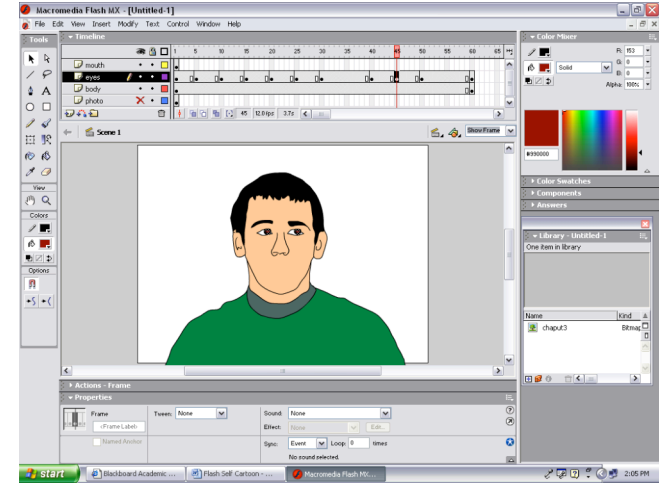 Macromedia Flash MX - [Untitled-1]
File Edit View Insert Modify Text Control Window Help
Tools
View
Colors
Options
Timeline
1 5 10 15 20 25 30 35 40 45 50 55 60 65
mouth
eyes
body
photo
45 12.0 fps 3.7s
Scene 1
Show Frame
Color Mixer
Solid
R: 153
G: 0
B: 0
Alpha: 100%
#990000
Color Swatches
Components
Answers
Library - Untitled-1
One item in library
Name Kind
chaput3 Bitmap
Actions - Frame
Properties
Frame
<Frame Label>
Named Anchor
Tween: None
Sound: None
Effect: None Edit...
Sync: Event Loop: 0 times
No sound selected.
start
Blackboard Academic ...
Flash Self Cartoon - ...
Macromedia Flash MX...
2:05 PM